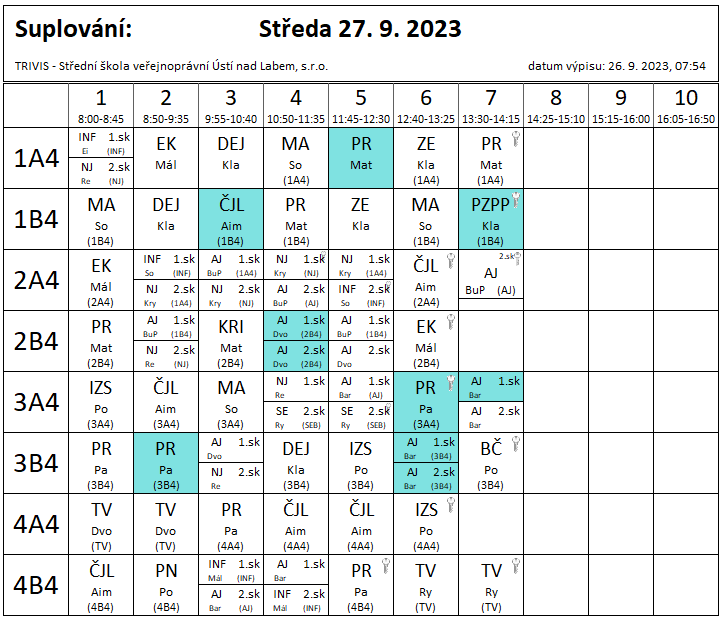 Suplování: Středa 27. 9. 2023
TRIVIS - Střední škola veřejnoprávní Ústí nad Labem, s.r.o. datum výpisu: 26. 9. 2023, 07:54
1 2 3 4 5 6 7 8 9 10
8:00-8:45 8:50-9:35 9:55-10:40 10:50-11:35 11:45-12:30 12:40-13:25 13:30-14:15 14:25-15:10 15:15-16:00 16:05-16:50
1A4
INF 1.sk
Ei (INF)
NJ 2.sk
Re (NJ)
EK
Mál
DEJ
Kla
MA
So
(1A4)
PR
Mat
ZE
Kla
(1A4)
PR
Mat
(1A4)
1B4
MA
So
(1B4)
DEJ
Kla
ČJL
Aim
(1B4)
PR
Mat
(1B4)
ZE
Kla
MA
So
(1B4)
PZPP
Kla
(1B4)
2A4
EK
Mál
(2A4)
INF 1.sk
So (INF)
NJ 2.sk
Kry (1A4)
AJ 1.sk
BuP (1A4)
NJ 2.sk
Kry (NJ)
NJ 1.sk
Kry (NJ)
AJ 2.sk
BuP (AJ)
NJ 1.sk
Kry (1A4)
INF 2.sk
So (INF)
ČJL
Aim
(2A4)
2.sk
AJ
BuP (AJ)
2B4
PR
Mat
(2B4)
AJ 1.sk
BuP (1B4)
NJ 2.sk
Re (NJ)
KRI
Mat
(2B4)
AJ 1.sk
Dvo (2B4)
AJ 2.sk
Dvo (2B4)
AJ 1.sk
BuP (1B4)
AJ 2.sk
Dvo
EK
Mál
(2B4)
3A4
IZS
Po
(3A4)
ČJL
Aim
(3A4)
MA
So
(3A4)
NJ 1.sk
Re
SE 2.sk
Ry (SEB)
AJ 1.sk
Bar (AJ)
SE 2.sk
Ry (SEB)
PR
Pa
(3A4)
AJ 1.sk
Bar
AJ 2.sk
Bar
3B4
PR
Pa
(3B4)
PR
Pa
(3B4)
AJ 1.sk
Dvo
NJ 2.sk
Re
DEJ
Kla
(3B4)
IZS
Po
(3B4)
AJ 1.sk
Bar (3B4)
AJ 2.sk
Bar (3B4)
BČ
Po
(3B4)
4A4
TV
Dvo
(TV)
TV
Dvo
(TV)
PR
Pa
(4A4)
ČJL
Aim
(4A4)
ČJL
Aim
(4A4)
IZS
Po
(4A4)
4B4
ČJL
Aim
(4B4)
PN
Po
(4B4)
INF 1.sk
Mál (INF)
AJ 2.sk
Bar (AJ)
AJ 1.sk
Bar
INF 2.sk
Mál (INF)
PR
Pa
(4B4)
TV
Ry
(TV)
TV
Ry
(TV)